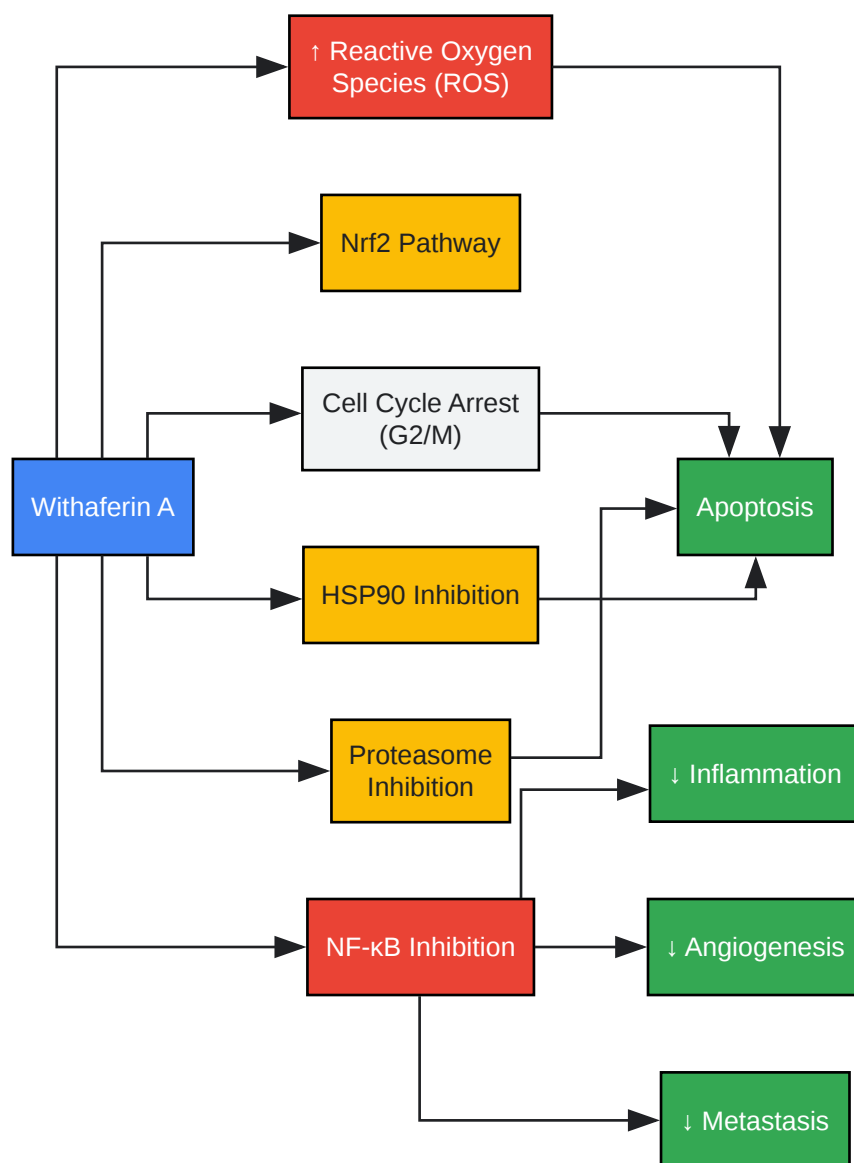 ↑ Reactive Oxygen
Species (ROS)
Nrf2 Pathway
Cell Cycle Arrest
(G2/M)
Withaferin A
Apoptosis
HSP90 Inhibition
Proteasome
Inhibition
↓ Inflammation
NF-κB Inhibition
↓ Angiogenesis
↓ Metastasis